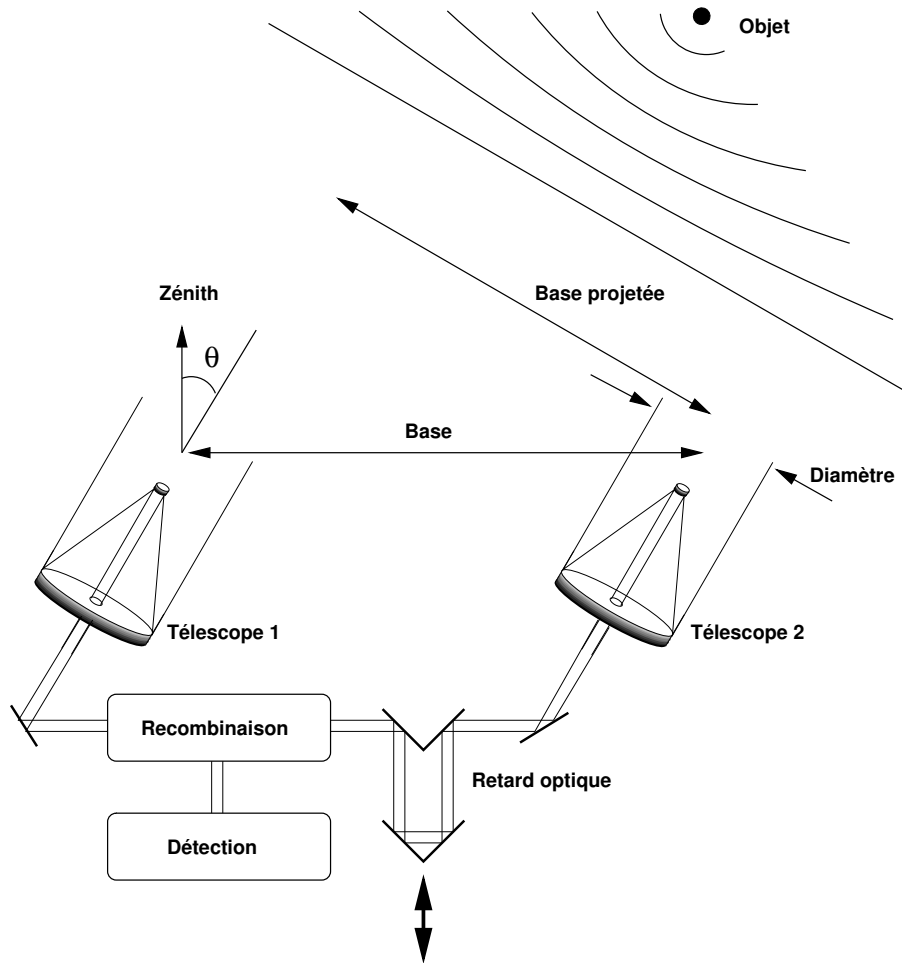 Objet
Base projetée
Zénith
θ
Base
Diamètre
Télescope 1
Télescope 2
Recombinaison
Retard optique
Détection